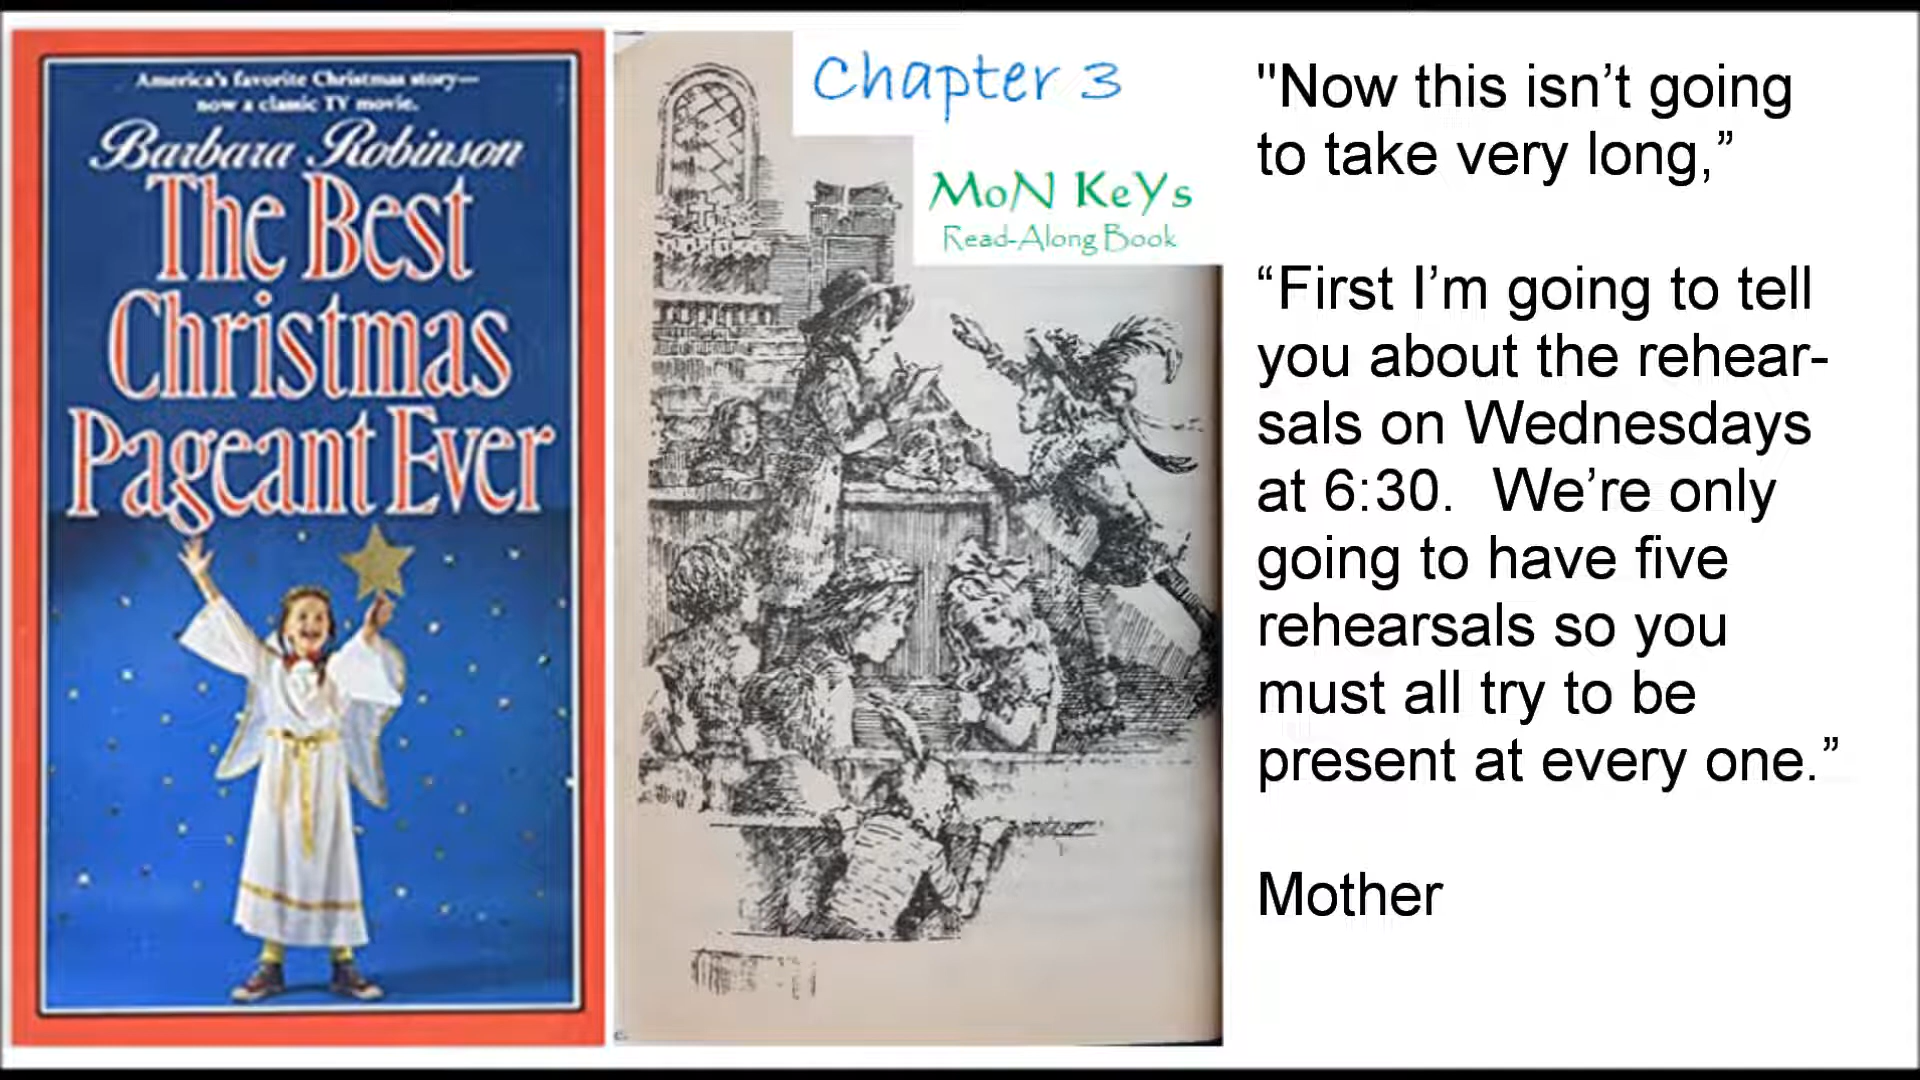 America's favorite Christmas story—
now a classic TV movie.
Barbara Robinson
The Best
Christmas
Pageant Ever
Chapter 3
MoN KeYs
Read-Along Book
"Now this isn’t going
to take very long,”
“First I’m going to tell
you about the rehear-
sals on Wednesdays
at 6:30.  We’re only
going to have five
rehearsals so you
must all try to be
present at every one.”
Mother